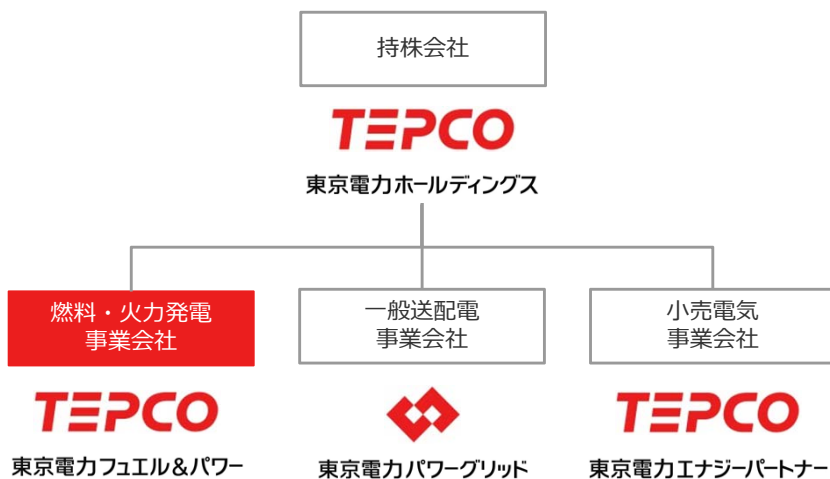 持株会社
TEPCO
東京電力ホールディングス
燃料・火力発電
事業会社
一般送配電
事業会社
小売電気
事業会社
TEPCO
東京電力フュエル&パワー
東京電力パワーグリッド
TEPCO
東京電力エナジーパートナー